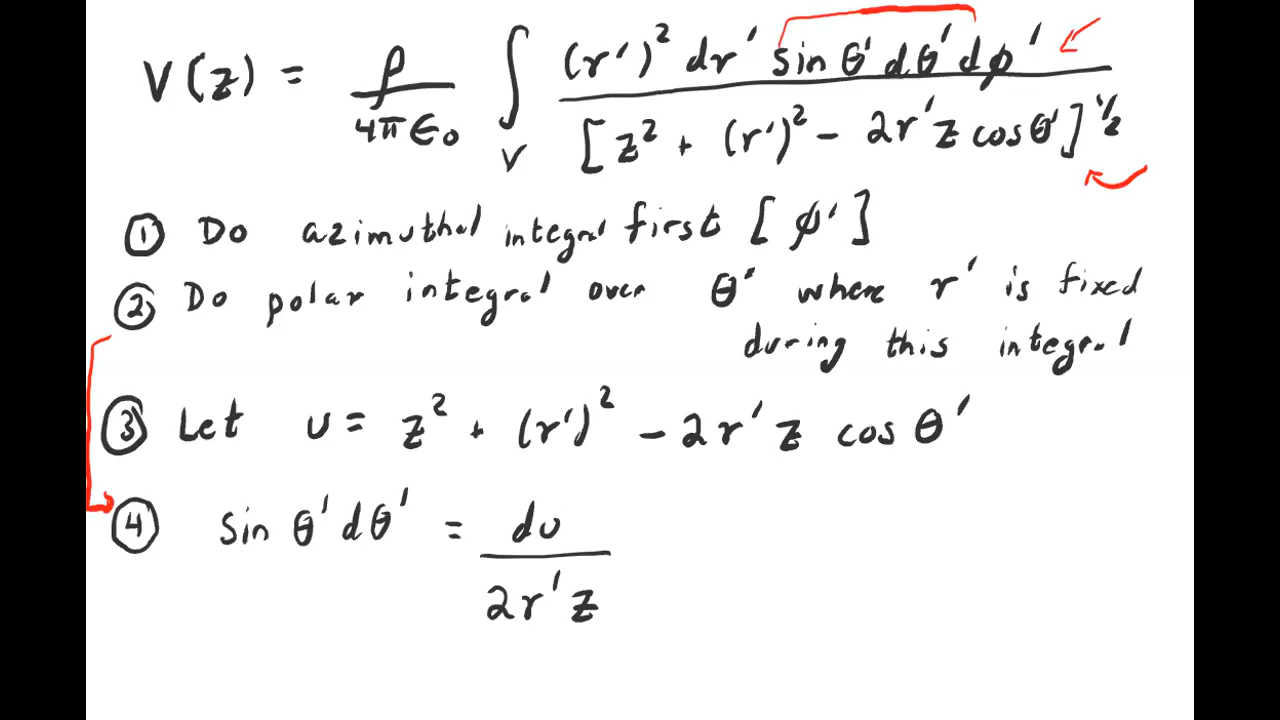 V(z) = ρ/(4π ε₀) ∫_V (r')² dr' sin θ' dθ' dφ' / [z² + (r')² - 2r' z cos θ']^(1/2)
① Do azimuthal integral first [φ']
② Do polar integral over θ' where r' is fixed
during this integral
③ Let u = z² + (r')² - 2r' z cos θ'
④ sin θ' dθ' = du / (2r' z)